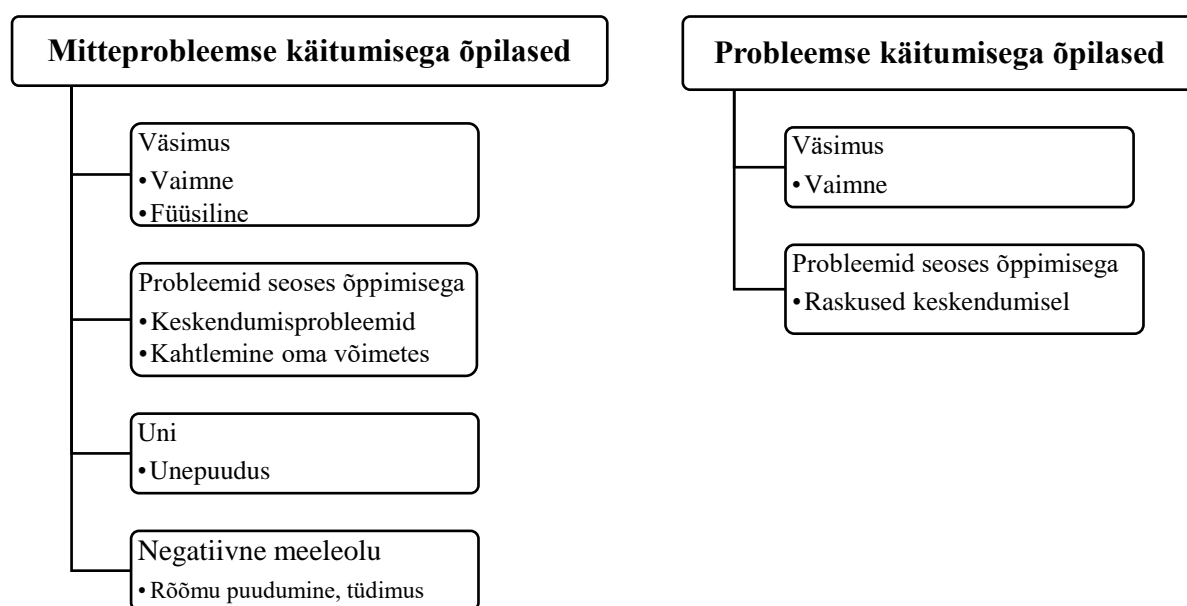 Mitteprobleemse käitumisega õpilased
Väsimus
•Vaimne
•Füüsiline
Probleemid seoses õppimisega
•Keskendumisprobleemid
•Kahtlemine oma võimetes
Uni
•Unepuudus
Negatiivne meeleolu
•Rõõmu puudumine, tüdimus
Probleemse käitumisega õpilased
Väsimus
•Vaimne
Probleemid seoses õppimisega
•Raskused keskendumisel